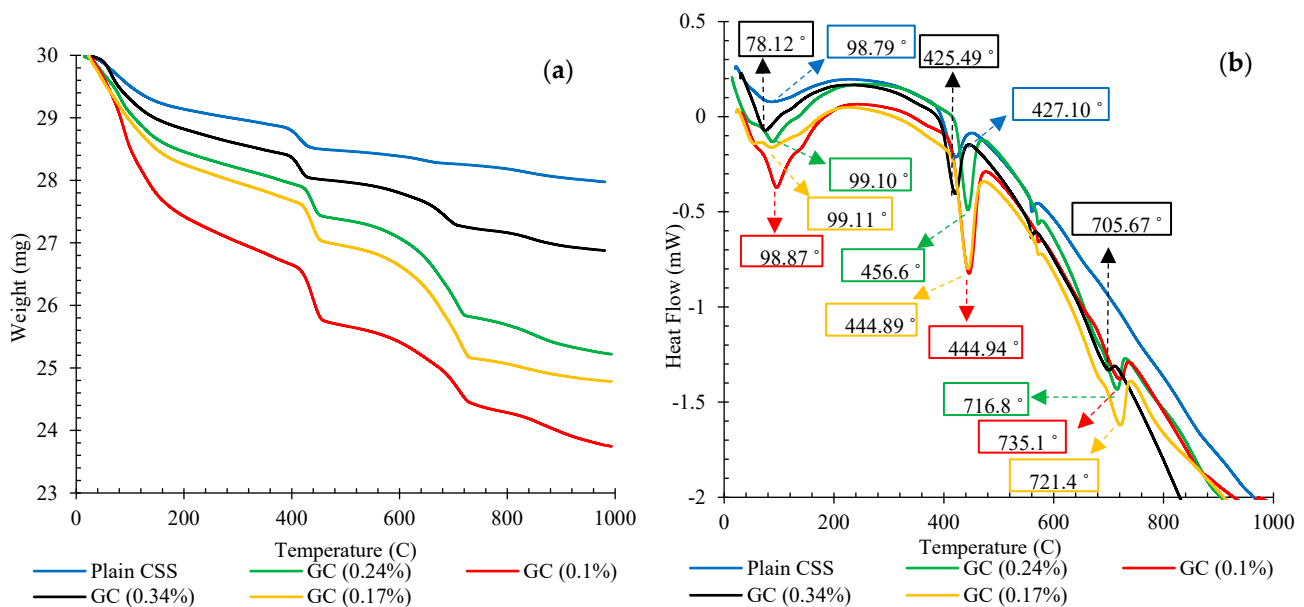 (a)
Weight (mg)
30
29
28
27
26
25
24
23
0
200
400
600
800
1000
Temperature (C)
Plain CSS
GC (0.24%)
GC (0.1%)
GC (0.34%)
GC (0.17%)
(b)
Heat Flow (mW)
0.5
0
-0.5
-1
-1.5
-2
78.12 °
98.79 °
425.49 °
427.10 °
99.10 °
99.11 °
98.87 °
456.6 °
444.89 °
444.94 °
705.67 °
716.8 °
735.1 °
721.4 °
0
200
400
600
800
1000
Temperature (C)
Plain CSS
GC (0.24%)
GC (0.1%)
GC (0.34%)
GC (0.17%)